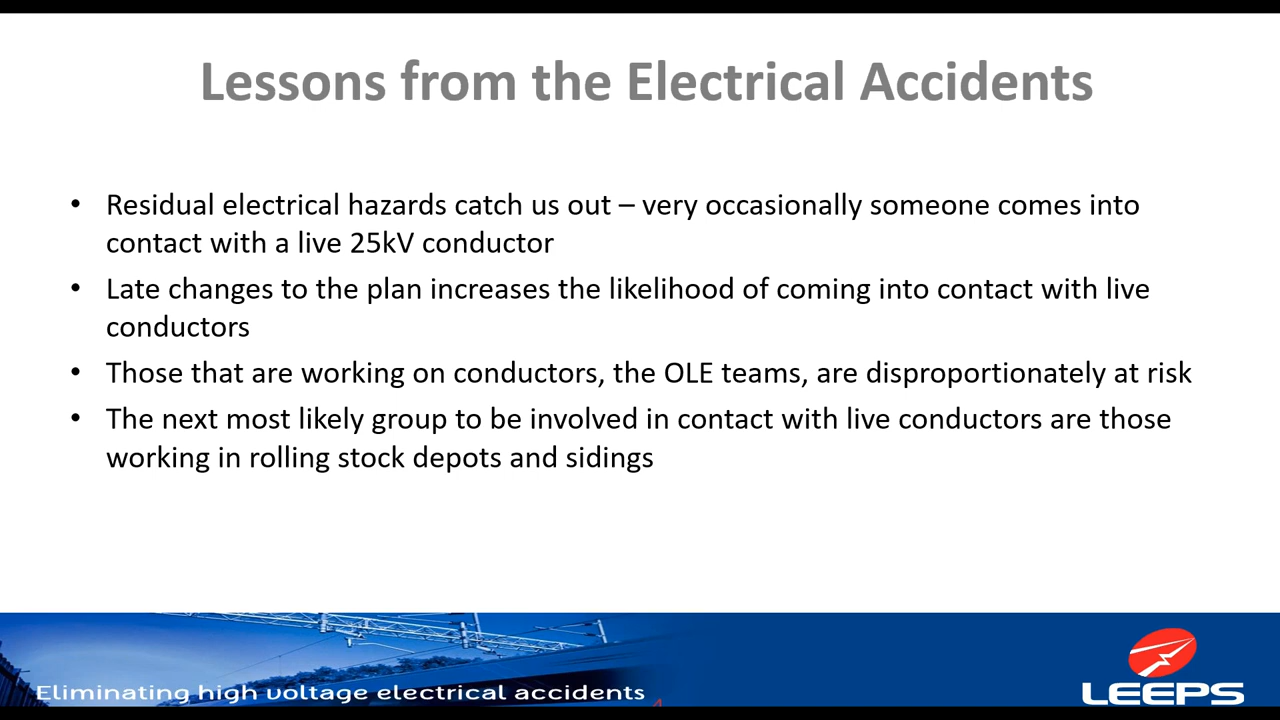 Lessons from the Electrical Accidents
• Residual electrical hazards catch us out – very occasionally someone comes into
contact with a live 25kV conductor
• Late changes to the plan increases the likelihood of coming into contact with live
conductors
• Those that are working on conductors, the OLE teams, are disproportionately at risk
• The next most likely group to be involved in contact with live conductors are those
working in rolling stock depots and sidings
Eliminating high voltage electrical accidents
LEEPS